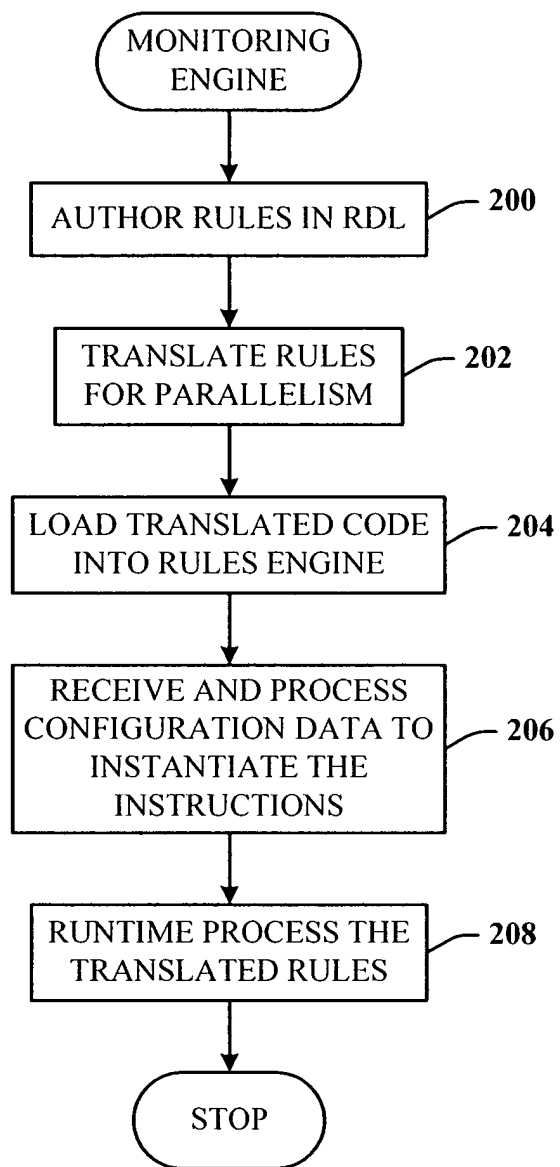 MONITORING
ENGINE
AUTHOR RULES IN RDL
200
TRANSLATE RULES
FOR PARALLELISM
202
LOAD TRANSLATED CODE
INTO RULES ENGINE
204
RECEIVE AND PROCESS
CONFIGURATION DATA TO
INSTANTIATE THE
INSTRUCTIONS
206
RUNTIME PROCESS THE
TRANSLATED RULES
208
STOP